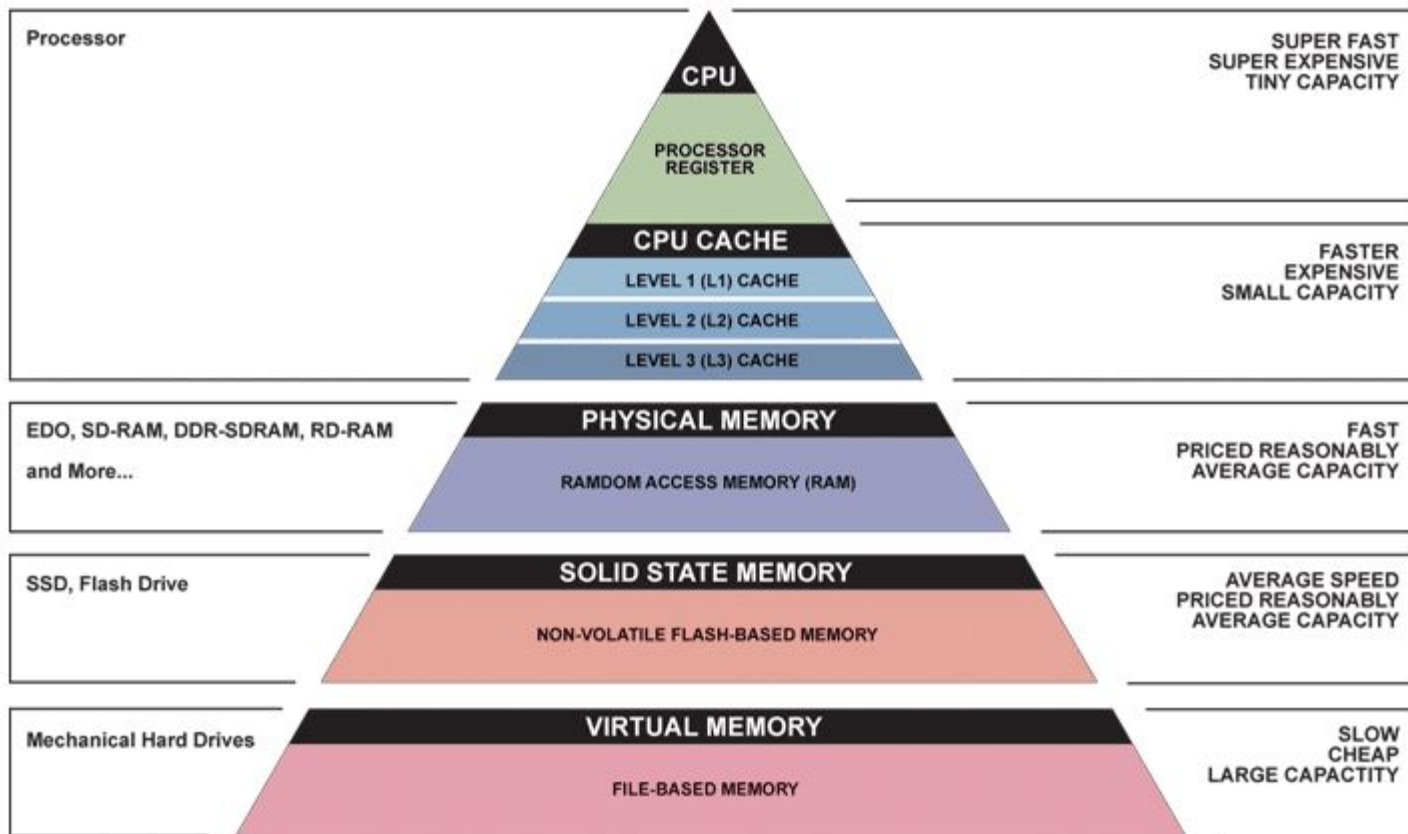 Processor
CPU
SUPER FAST
SUPER EXPENSIVE
TINY CAPACITY
PROCESSOR
REGISTER
CPU CACHE
LEVEL 1 (L1) CACHE
LEVEL 2 (L2) CACHE
LEVEL 3 (L3) CACHE
FASTER
EXPENSIVE
SMALL CAPACITY
EDO, SD-RAM, DDR-SDRAM, RD-RAM
and More...
PHYSICAL MEMORY
RAMDOM ACCESS MEMORY (RAM)
FAST
PRICED REASONABLY
AVERAGE CAPACITY
SSD, Flash Drive
SOLID STATE MEMORY
NON-VOLATILE FLASH-BASED MEMORY
AVERAGE SPEED
PRICED REASONABLY
AVERAGE CAPACITY
Mechanical Hard Drives
VIRTUAL MEMORY
FILE-BASED MEMORY
SLOW
CHEAP
LARGE CAPACTITY